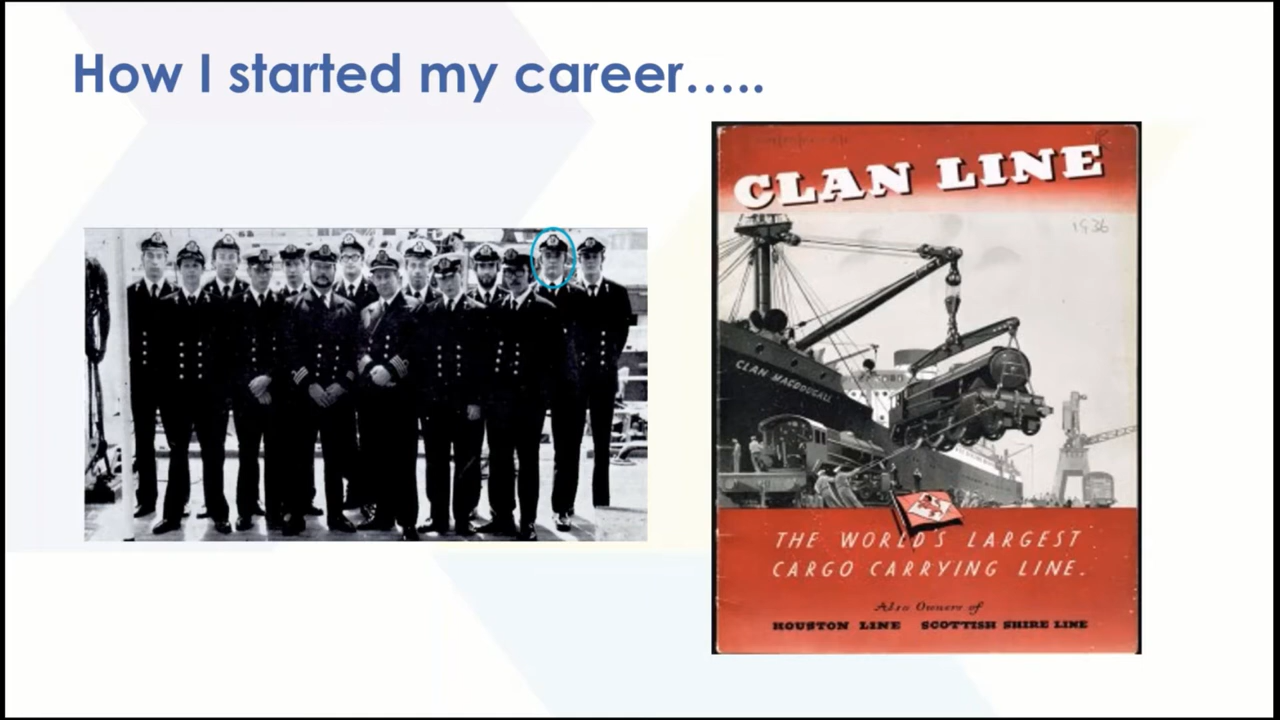 How I started my career.....
CLAN LINE
1936
CLAN MACDOUGALL
THE WORLD'S LARGEST
CARGO CARRYING LINE.
Also Owners of
HOUSTON LINE SCOTTISH SHIRE LINE